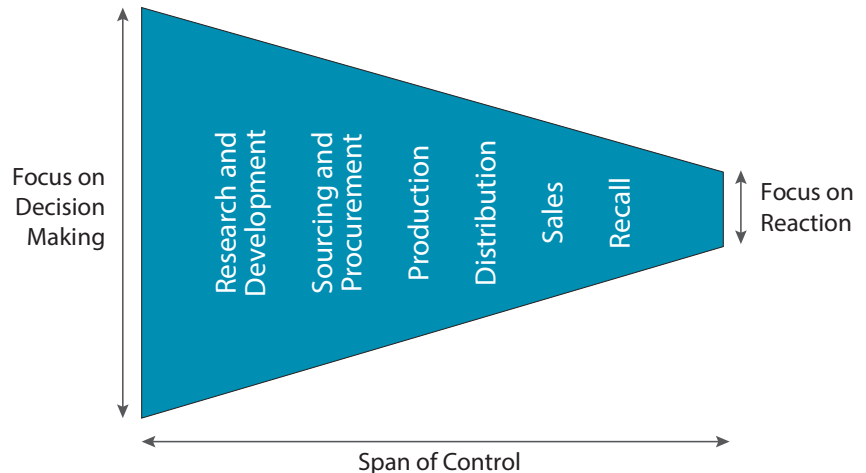 Focus on
Decision
Making
Research and
Development
Sourcing and
Procurement
Production
Distribution
Sales
Recall
Focus on
Reaction
Span of Control